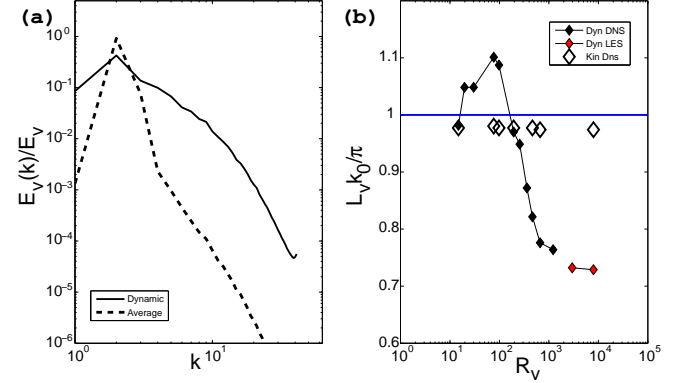 (a)
10^0
10^-1
10^-2
10^-3
10^-4
10^-5
10^-6
E_v(k)/E_v
Dynamic
Average
10^0
10^1
k
(b)
1.1
1
0.9
0.8
0.7
0.6
L_v k_0/π
Dyn DNS
Dyn LES
Kin Dns
10^0
10^1
10^2
10^3
10^4
10^5
R_v